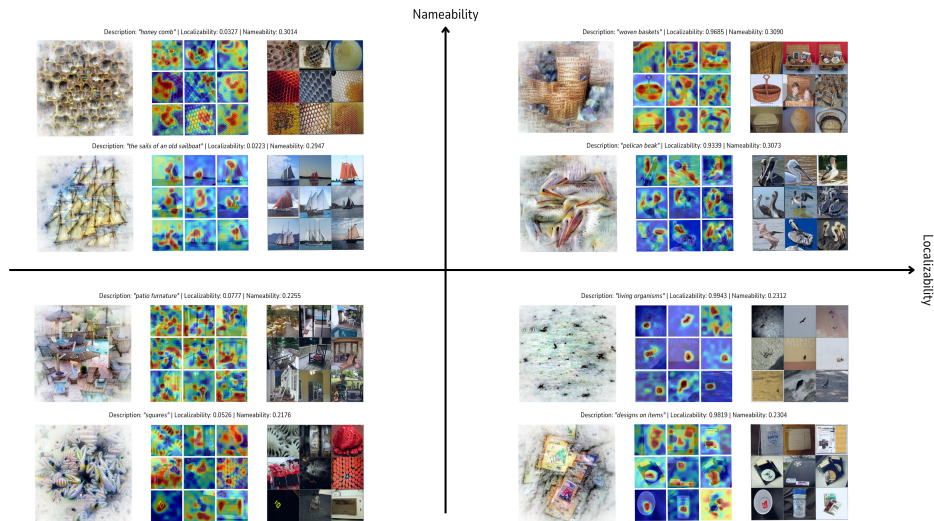 Nameability
Description: "honey comb" | Localizability: 0.0327 | Nameability: 0.3014
Description: "woven baskets" | Localizability: 0.9685 | Nameability: 0.3090
Description: "the sails of an old sailboat" | Localizability: 0.0223 | Nameability: 0.2947
Description: "pelican beak" | Localizability: 0.9339 | Nameability: 0.3073
Localizability
Description: "patio furnature" | Localizability: 0.0777 | Nameability: 0.2255
Description: "living organisms" | Localizability: 0.9943 | Nameability: 0.2312
Description: "squares" | Localizability: 0.0526 | Nameability: 0.2176
Description: "designs on items" | Localizability: 0.9819 | Nameability: 0.2304